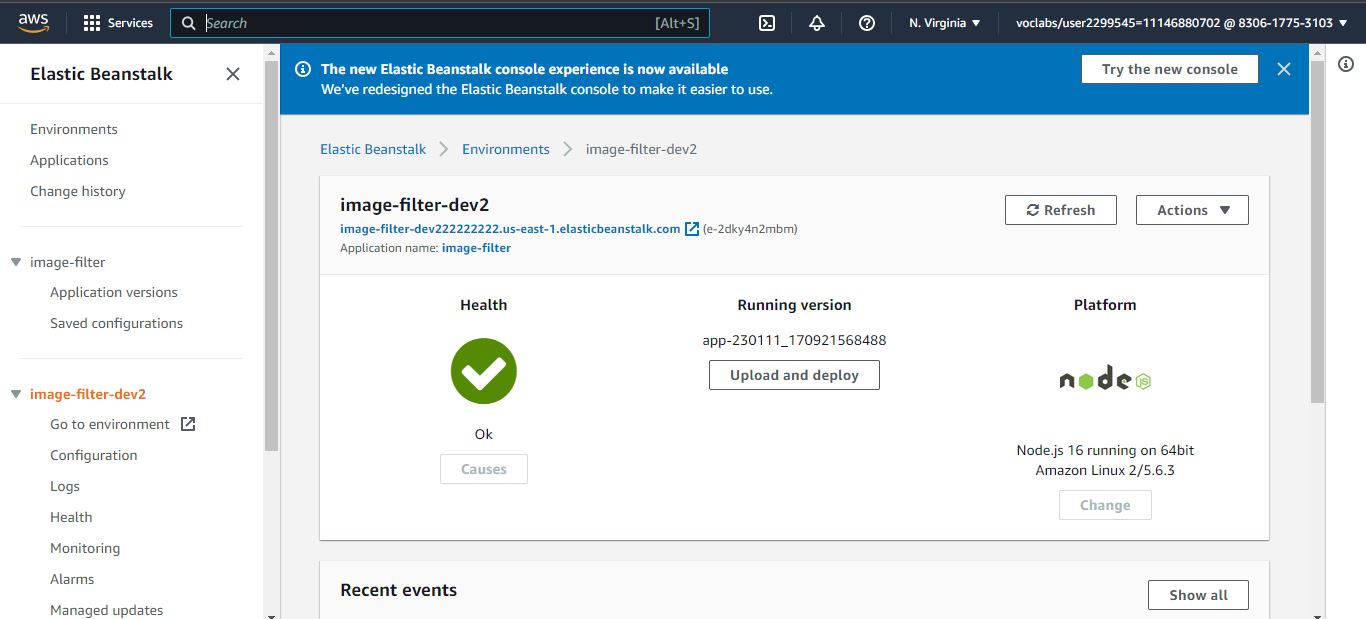 aws
Services
Search
[Alt+S]
N. Virginia
voclabs/user2299545=11146880702 @ 8306-1775-3103
Elastic Beanstalk
Environments
Applications
Change history
image-filter
Application versions
Saved configurations
image-filter-dev2
Go to environment
Configuration
Logs
Health
Monitoring
Alarms
Managed updates
The new Elastic Beanstalk console experience is now available
We've redesigned the Elastic Beanstalk console to make it easier to use.
Try the new console
Elastic Beanstalk
Environments
image-filter-dev2
image-filter-dev2
image-filter-dev222222222.us-east-1.elasticbeanstalk.com (e-2dky4n2mbm)
Application name: image-filter
Refresh
Actions
Health
Ok
Causes
Running version
app-230111_170921568488
Upload and deploy
Platform
node
JS
Node.js 16 running on 64bit
Amazon Linux 2/5.6.3
Change
Recent events
Show all